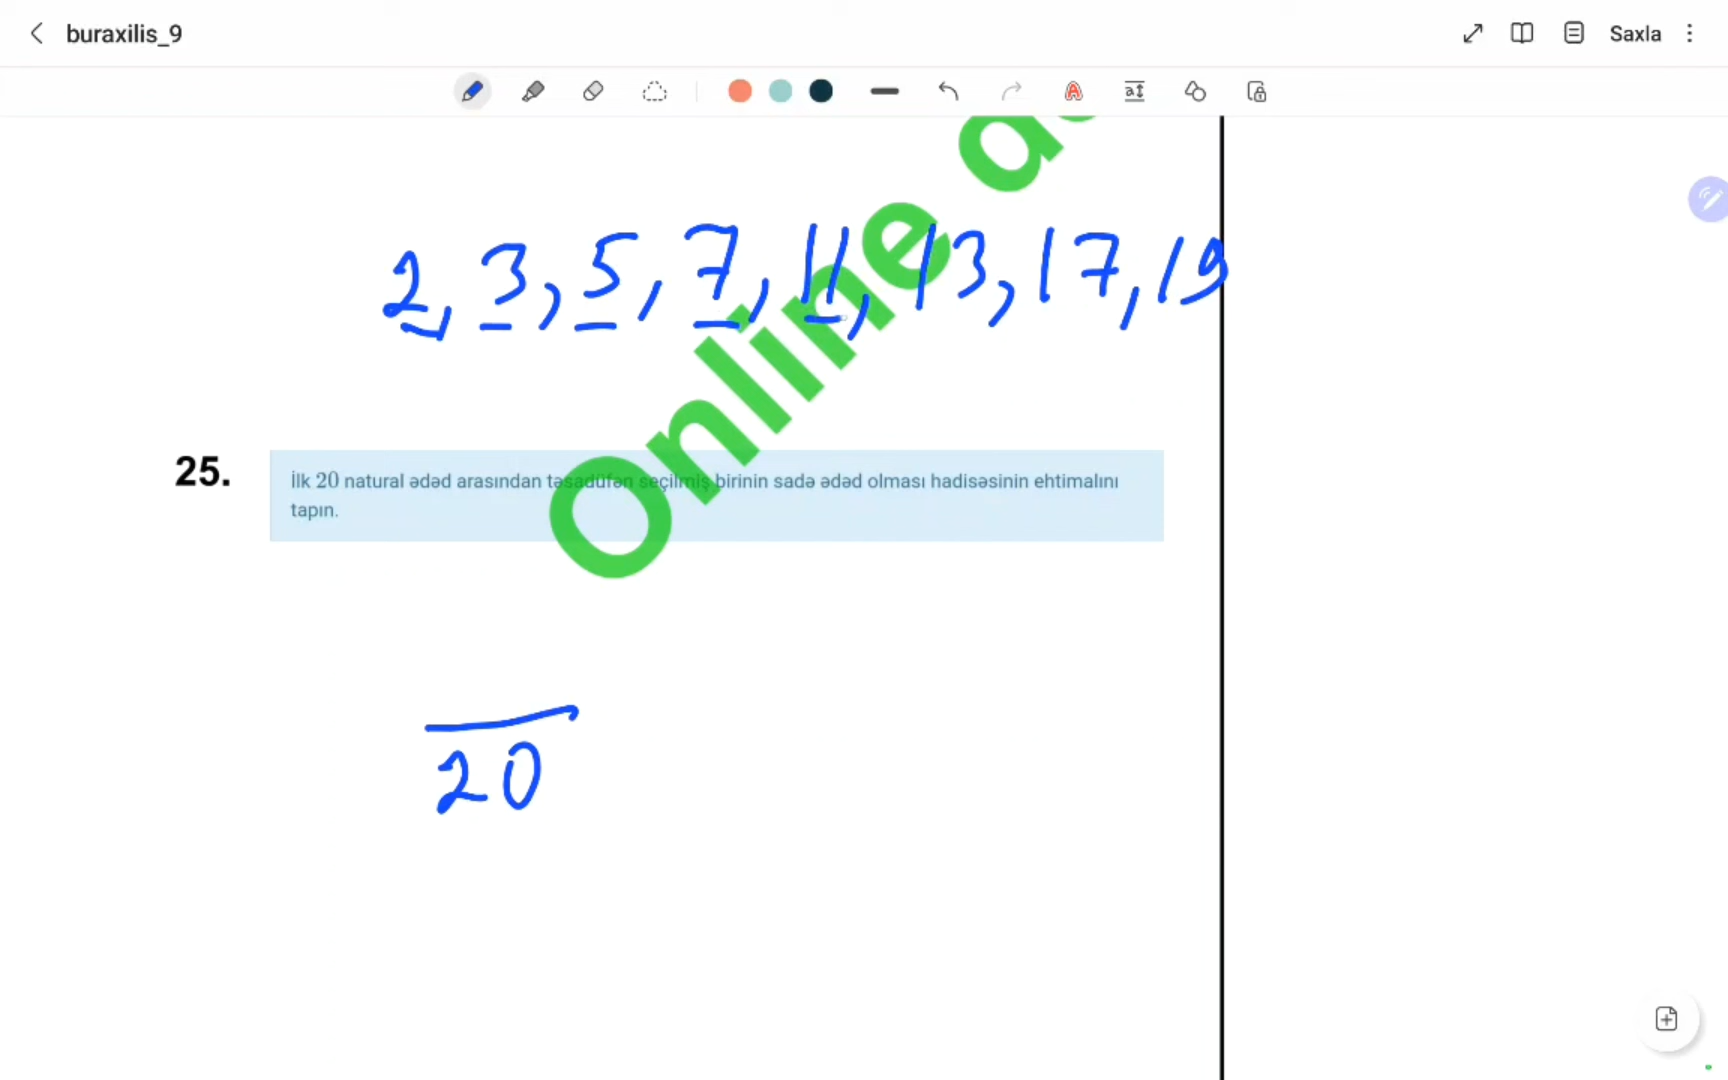 buraxilis_9
Saxla
2, 3, 5, 7, 11, 13, 17, 19
25.
İlk 20 natural ədəd arasından təsadüfən seçilmiş birinin sadə ədəd olması hadisəsinin ehtimalını
tapın.
Online
20